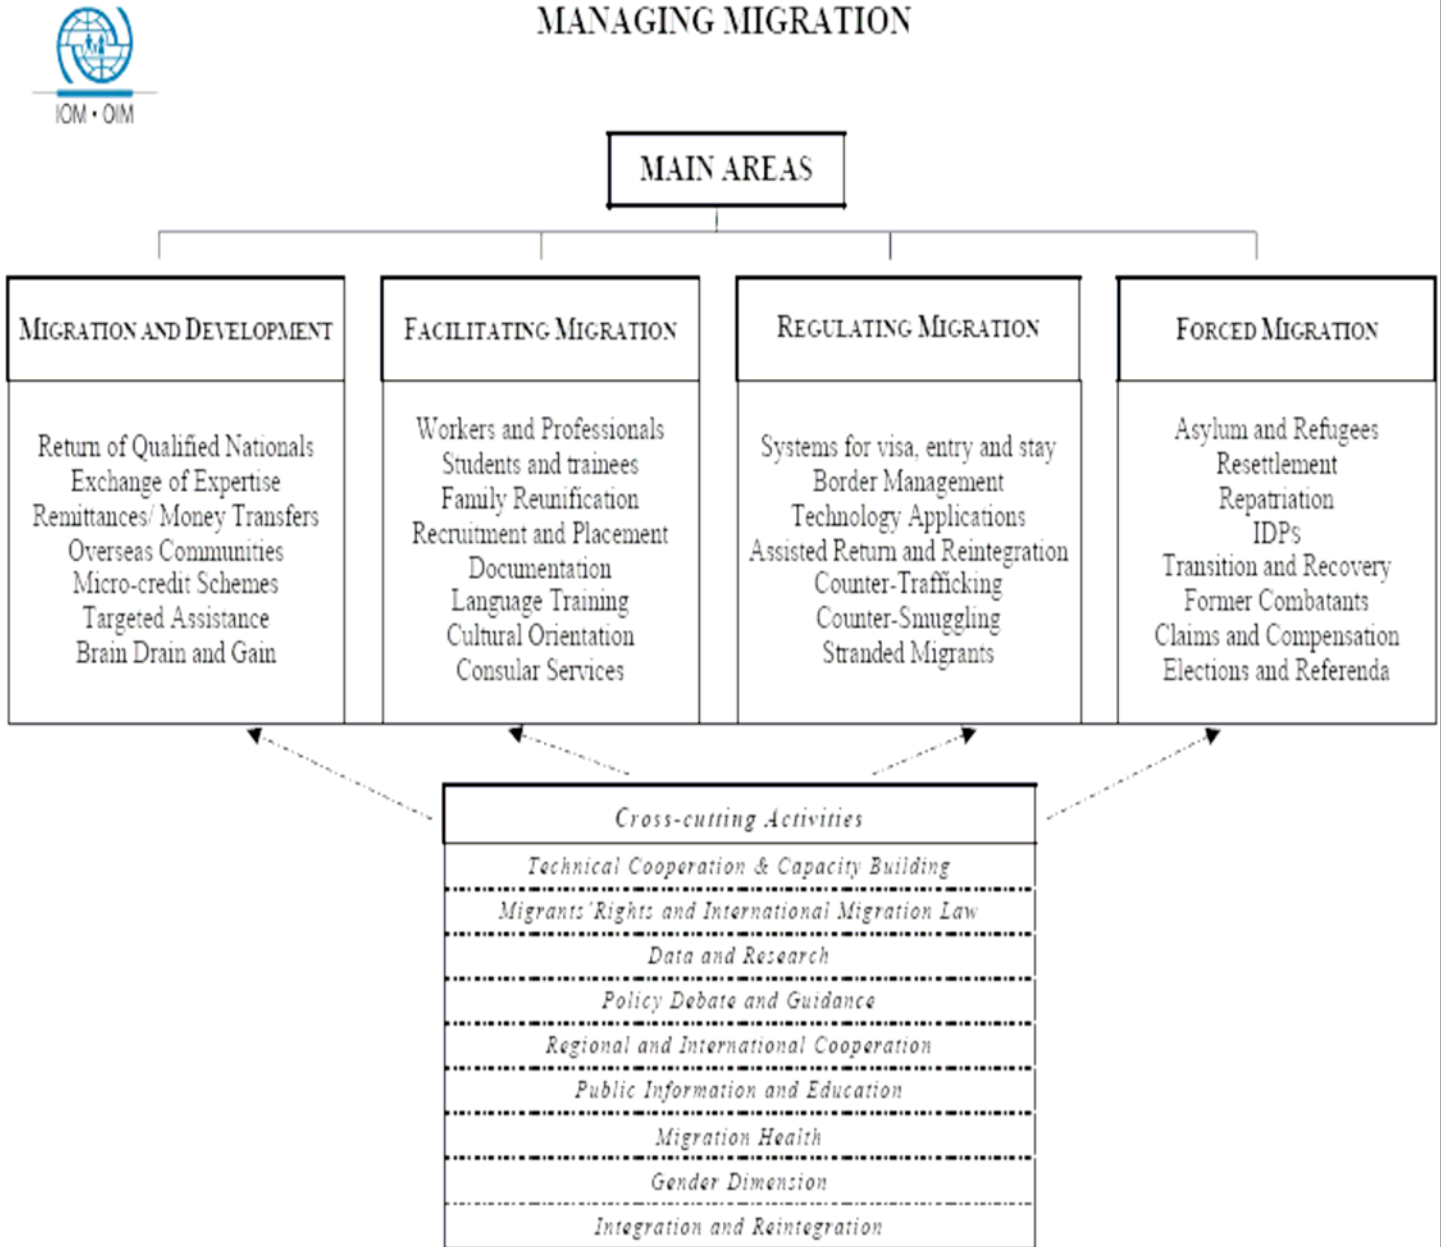 MANAGING MIGRATION
IOM • OIM
MAIN AREAS
MIGRATION AND DEVELOPMENT
Return of Qualified Nationals
Exchange of Expertise
Remittances/ Money Transfers
Overseas Communities
Micro-credit Schemes
Targeted Assistance
Brain Drain and Gain
FACILITATING MIGRATION
Workers and Professionals
Students and trainees
Family Reunification
Recruitment and Placement
Documentation
Language Training
Cultural Orientation
Consular Services
REGULATING MIGRATION
Systems for visa, entry and stay
Border Management
Technology Applications
Assisted Return and Reintegration
Counter-Trafficking
Counter-Smuggling
Stranded Migrants
FORCED MIGRATION
Asylum and Refugees
Resettlement
Repatriation
IDPs
Transition and Recovery
Former Combatants
Claims and Compensation
Elections and Referenda
Cross-cutting Activities
Technical Cooperation & Capacity Building
Migrants' Rights and International Migration Law
Data and Research
Policy Debate and Guidance
Regional and International Cooperation
Public Information and Education
Migration Health
Gender Dimension
Integration and Reintegration